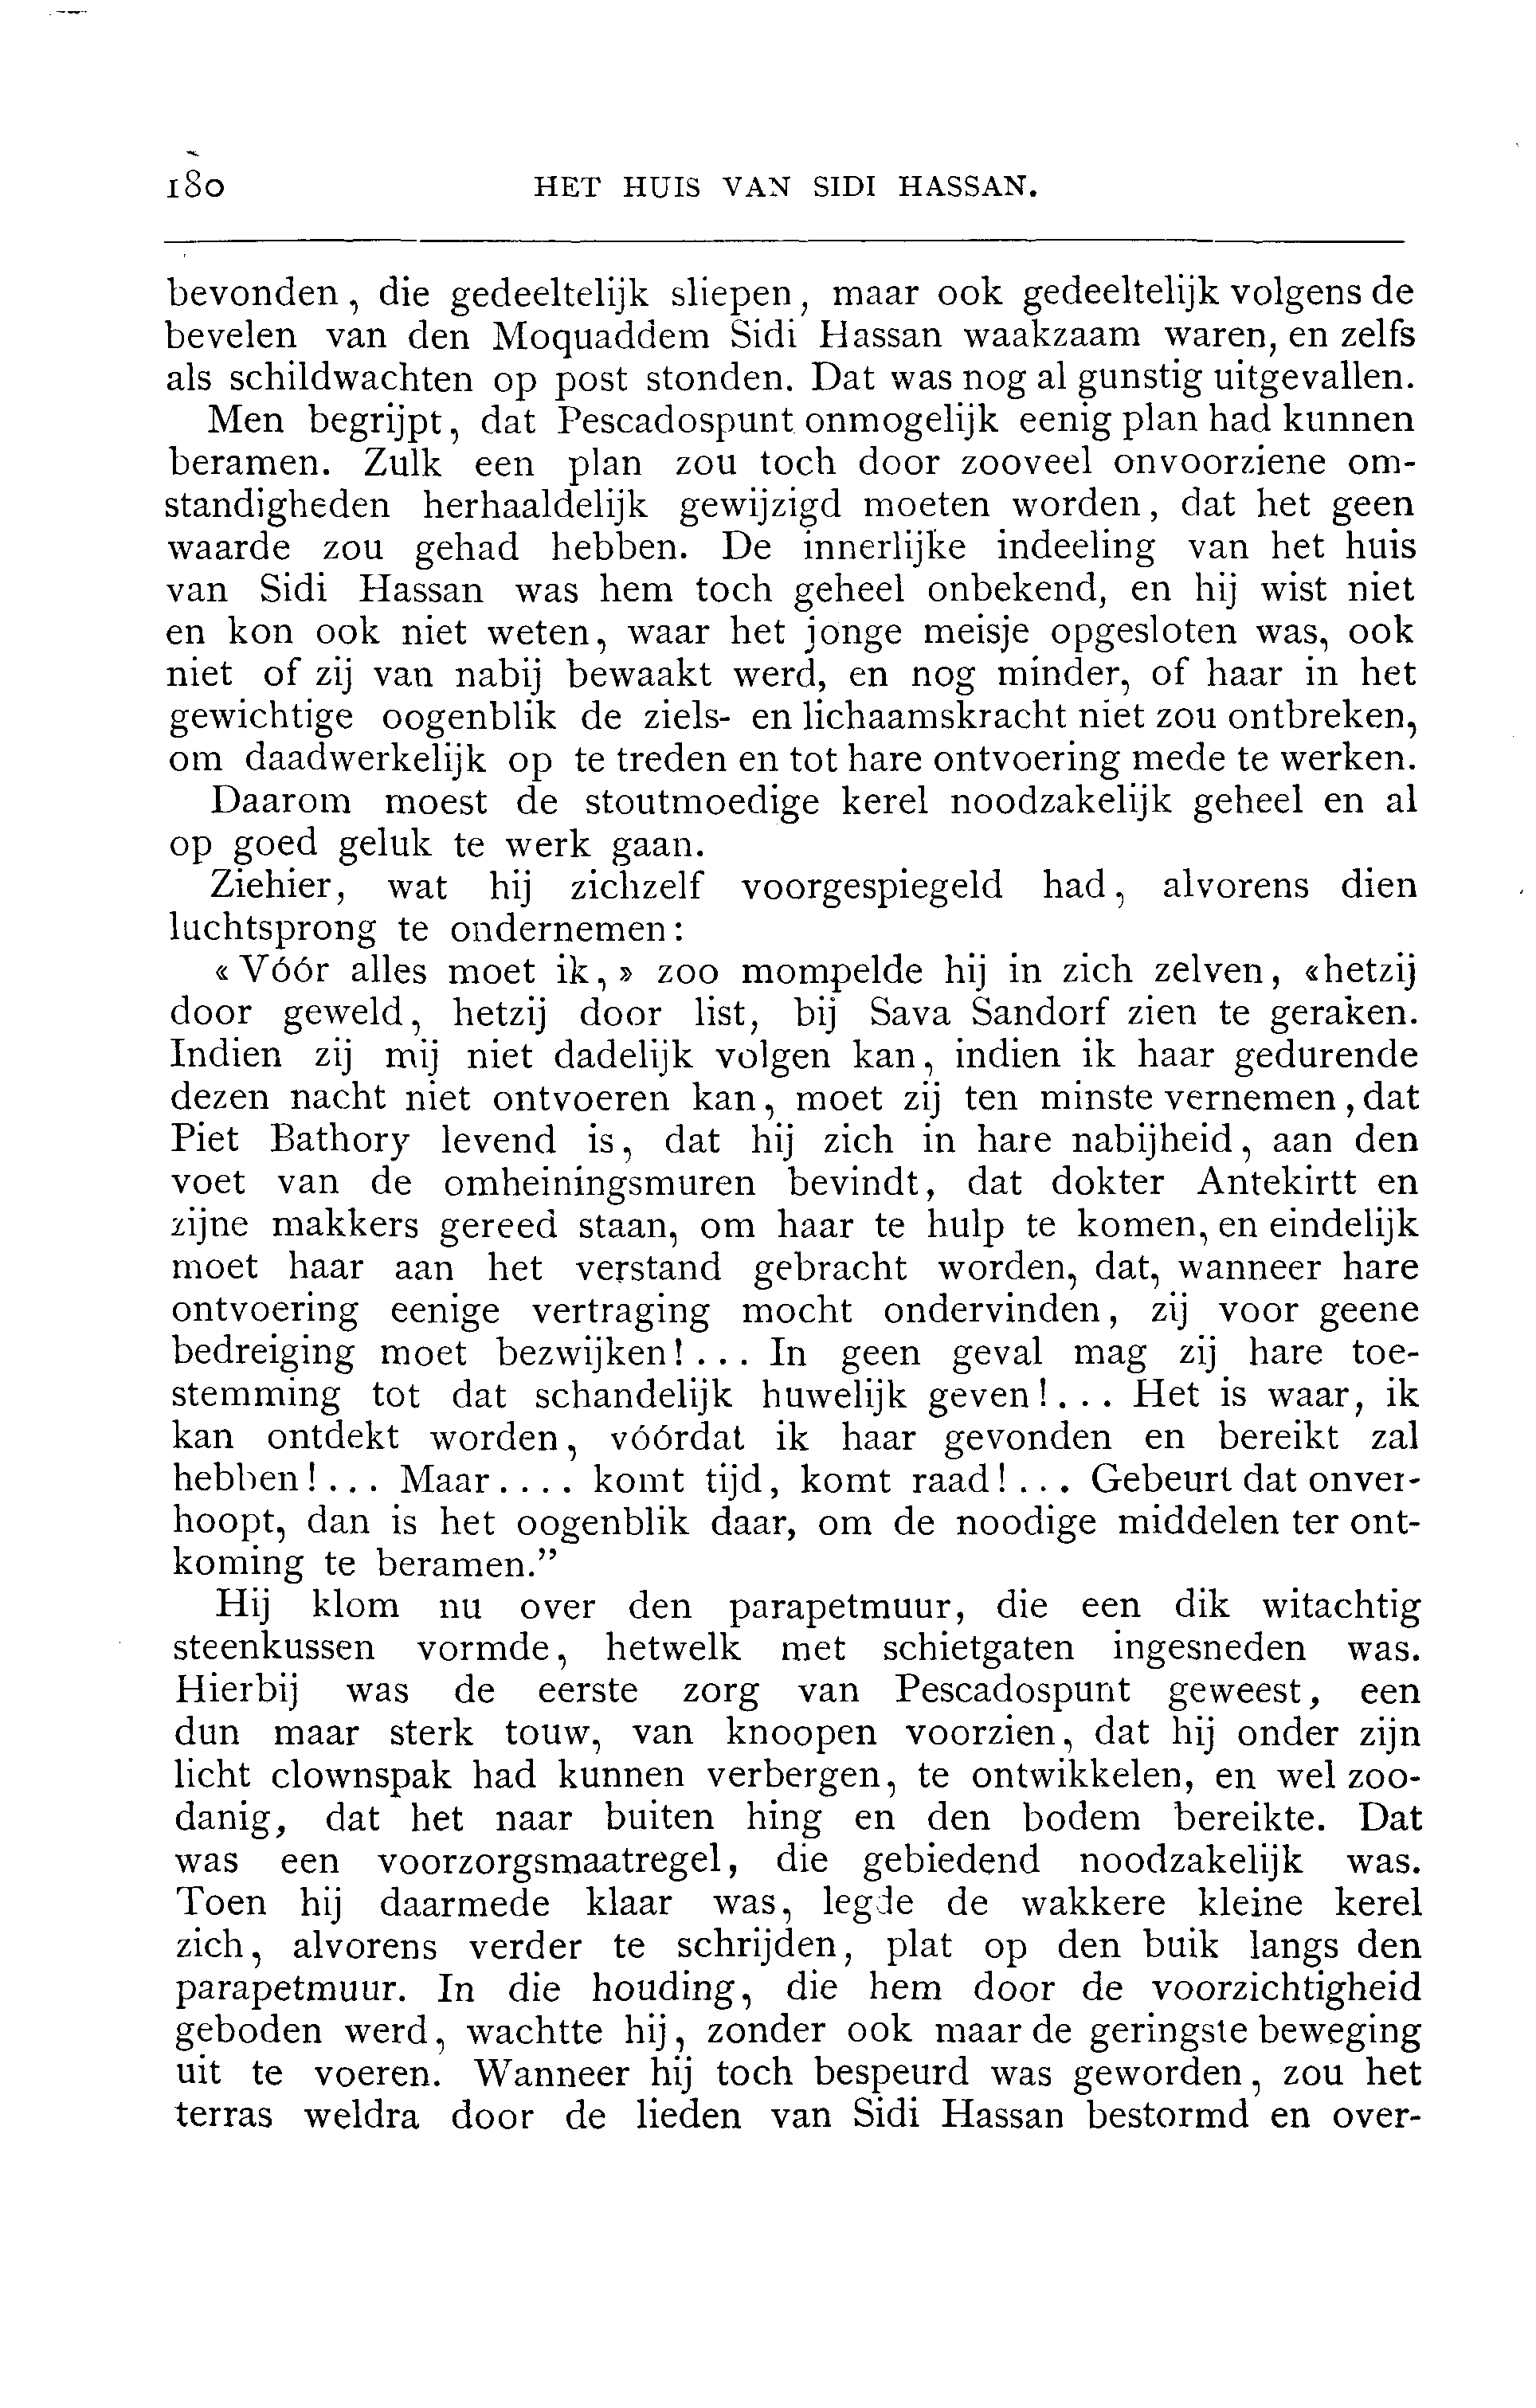 180 HET HUIS VAN SIDI HASSAN.
bevonden, die gedeeltelijk sliepen, maar ook gedeeltelijk volgens de
bevelen van den Moquaddem Sidi Hassan waakzaam waren, en zelfs
als schildwachten op post stonden. Dat was nog al gunstig uitgevallen.
Men begrijpt, dat Pescadospunt onmogelijk eenig plan had kunnen
beramen. Zulk een plan zou toch door zooveel onvoorziene om-
standigheden herhaaldelijk gewijzigd moeten worden, dat het geen
waarde zou gehad hebben. De innerlijke indeeling van het huis
van Sidi Hassan was hem toch geheel onbekend, en hij wist niet
en kon ook niet weten, waar het jonge meisje opgesloten was, ook
niet of zij van nabij bewaakt werd, en nog minder, of haar in het
gewichtige oogenblik de ziels- en lichaamskracht niet zou ontbreken,
om daadwerkelijk op te treden en tot hare ontvoering mede te werken.
Daarom moest de stoutmoedige kerel noodzakelijk geheel en al
op goed geluk te werk gaan.
Ziehier, wat hij zichzelf voorgespiegeld had, alvorens dien
luchtsprong te ondernemen:
«Vóór alles moet ik,» zoo mompelde hij in zich zelven, «hetzij
door geweld, hetzij door list, bij Sava Sandorf zien te geraken.
Indien zij mij niet dadelijk volgen kan, indien ik haar gedurende
dezen nacht niet ontvoeren kan, moet zij ten minste vernemen, dat
Piet Bathory levend is, dat hij zich in hare nabijheid, aan den
voet van de omheiningsmuren bevindt, dat dokter Antekirtt en
zijne makkers gereed staan, om haar te hulp te komen, en eindelijk
moet haar aan het verstand gebracht worden, dat, wanneer hare
ontvoering eenige vertraging mocht ondervinden, zij voor geene
bedreiging moet bezwijken!... In geen geval mag zij hare toe-
stemming tot dat schandelijk huwelijk geven!... Het is waar, ik
kan ontdekt worden, vóórdat ik haar gevonden en bereikt zal
hebben!... Maar.... komt tijd, komt raad!... Gebeurt dat onver-
hoopt, dan is het oogenblik daar, om de noodige middelen ter ont-
koming te beramen.”
Hij klom nu over den parapetmuur, die een dik witachtig
steenkussen vormde, hetwelk met schietgaten ingesneden was.
Hierbij was de eerste zorg van Pescadospunt geweest, een
dun maar sterk touw, van knoopen voorzien, dat hij onder zijn
licht clownspak had kunnen verbergen, te ontwikkelen, en wel zoo-
danig, dat het naar buiten hing en den bodem bereikte. Dat
was een voorzorgsmaatregel, die gebiedend noodzakelijk was.
Toen hij daarmede klaar was, legde de wakkere kleine kerel
zich, alvorens verder te schrijden, plat op den buik langs den
parapetmuur. In die houding, die hem door de voorzichtigheid
geboden werd, wachtte hij, zonder ook maar de geringste beweging
uit te voeren. Wanneer hij toch bespeurd was geworden, zou het
terras weldra door de lieden van Sidi Hassan bestormd en over-